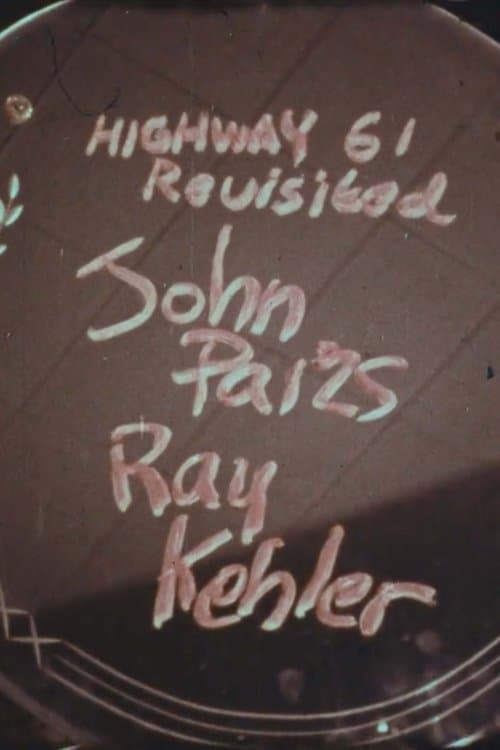 HIGHWAY 61
Revisited
John
Paizs
Ray
Kehler